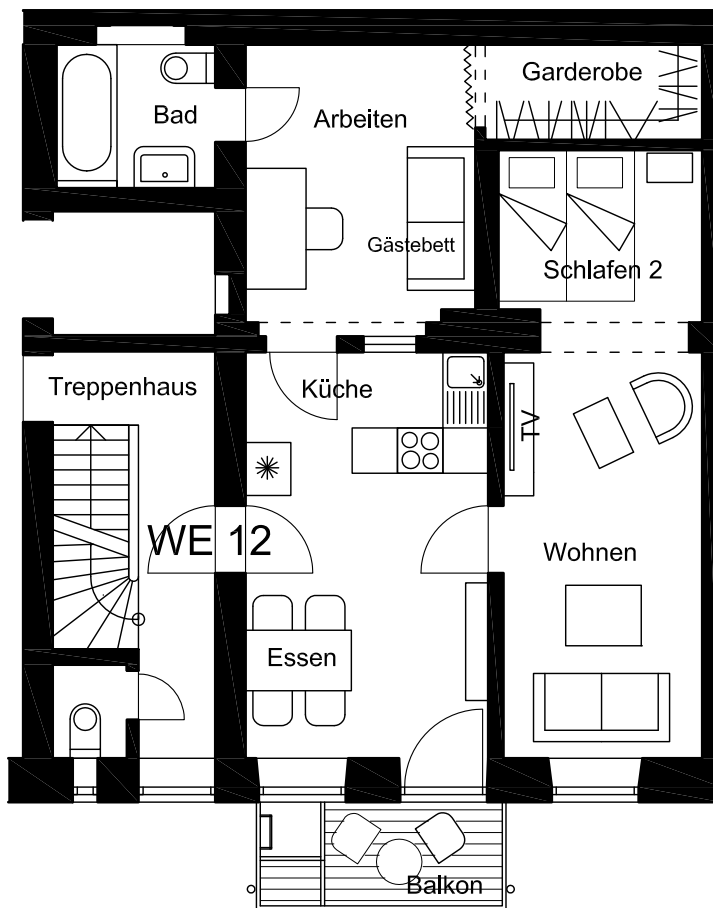 Garderobe
Bad
Arbeiten
Gästebett
Schlafen 2
Treppenhaus
Küche
TV
WE 12
Wohnen
Essen
Balkon